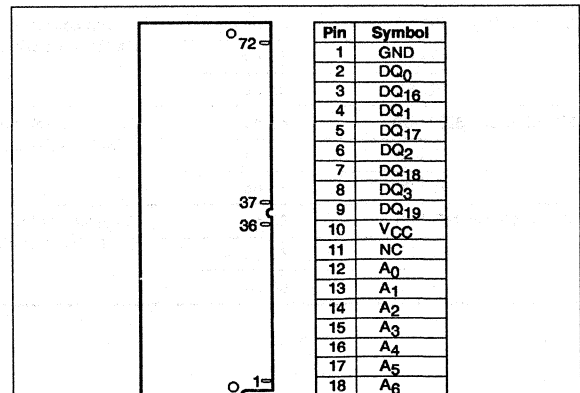 72
37
36
1
Pin Symbol
1 GND
2 DQ0
3 DQ16
4 DQ1
5 DQ17
6 DQ2
7 DQ18
8 DQ3
9 DQ19
10 VCC
11 NC
12 A0
13 A1
14 A2
15 A3
16 A4
17 A5
18 A6